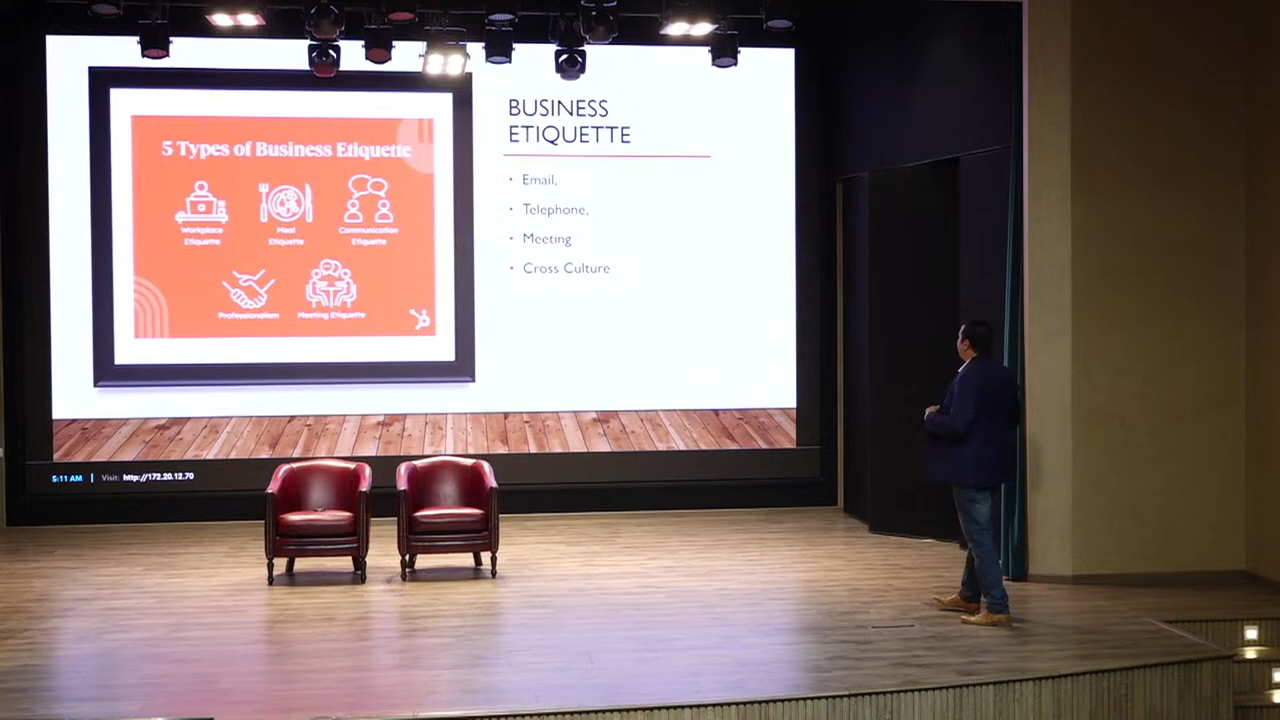 5 Types of Business Etiquette
Workplace
Etiquette
Meal
Etiquette
Communication
Etiquette
Professionalism
Meeting Etiquette
BUSINESS
ETIQUETTE
• Email,
• Telephone,
• Meeting
• Cross Culture
5:11 AM | Visit: http://172.20.12.70